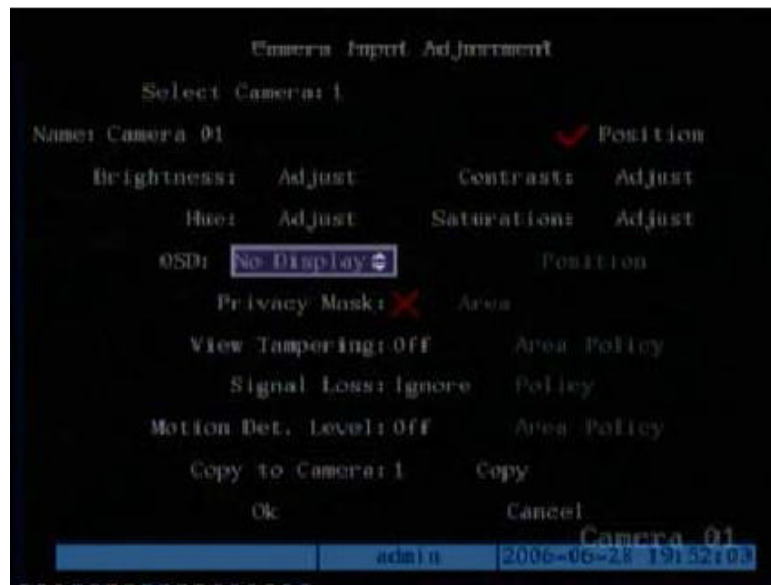 Camera Input Adjustment
Select Camera: 1
Name: Camera 01 Position
Brightness: Adjust Contrast: Adjust
Hue: Adjust Saturation: Adjust
OSD: No Display Position
Privacy Mask: Area
View Tampering: Off Area Policy
Signal Loss: Ignore Policy
Motion Det. Level: Off Area Policy
Copy to Camera: 1 Copy
Ok Cancel
Camera 01
admin 2006-06-28 19:52:03